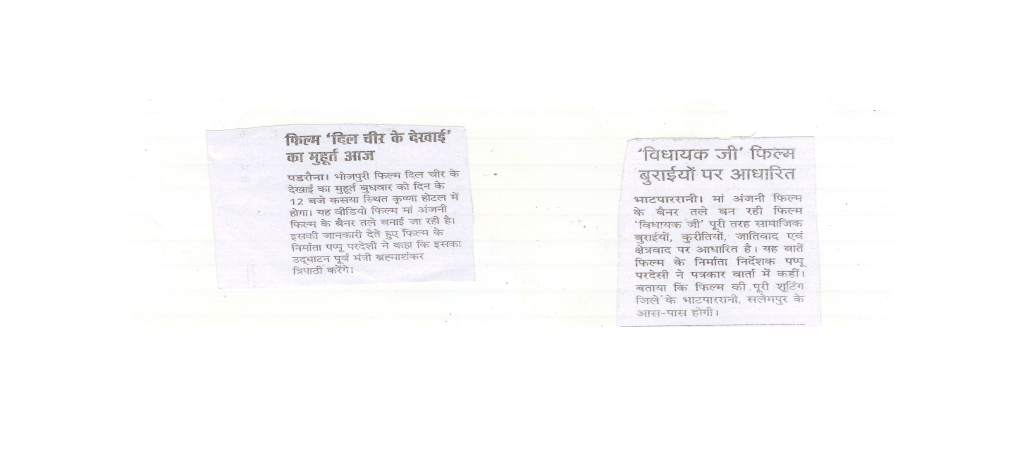 फिल्म 'दिल चीर के देखाई'
का मुहूर्त आज
पडरौना। भोजपुरी फिल्म दिल चीर के
देखाई का मुहूर्त बुधवार को दिन के
12 बजे कसया स्थित कृष्णा होटल में
होगा। यह वीडियो फिल्म मां अंजनी
फिल्म के बैनर तले बनाई जा रही है।
इसकी जानकारी देते हुए फिल्म के
निर्माता पप्पू परदेशी ने कहा कि इसका
उद्घाटन पूर्व मंत्री ब्रह्माशंकर
त्रिपाठी करेंगे।
'विधायक जी' फिल्म
बुराईयों पर आधारित
भाटपाररानी। मां अंजनी फिल्म
के बैनर तले बन रही फिल्म
'विधायक जी' पूरी तरह सामाजिक
बुराईयों, कुरीतियों, जातिवाद एवं
क्षेत्रवाद पर आधारित है। यह बातें
फिल्म के निर्माता निर्देशक पप्पू
परदेसी ने पत्रकार वार्ता में कहीं।
बताया कि फिल्म की पूरी शूटिंग
जिले के भाटपाररानी, सलेमपुर के
आस-पास होगी।